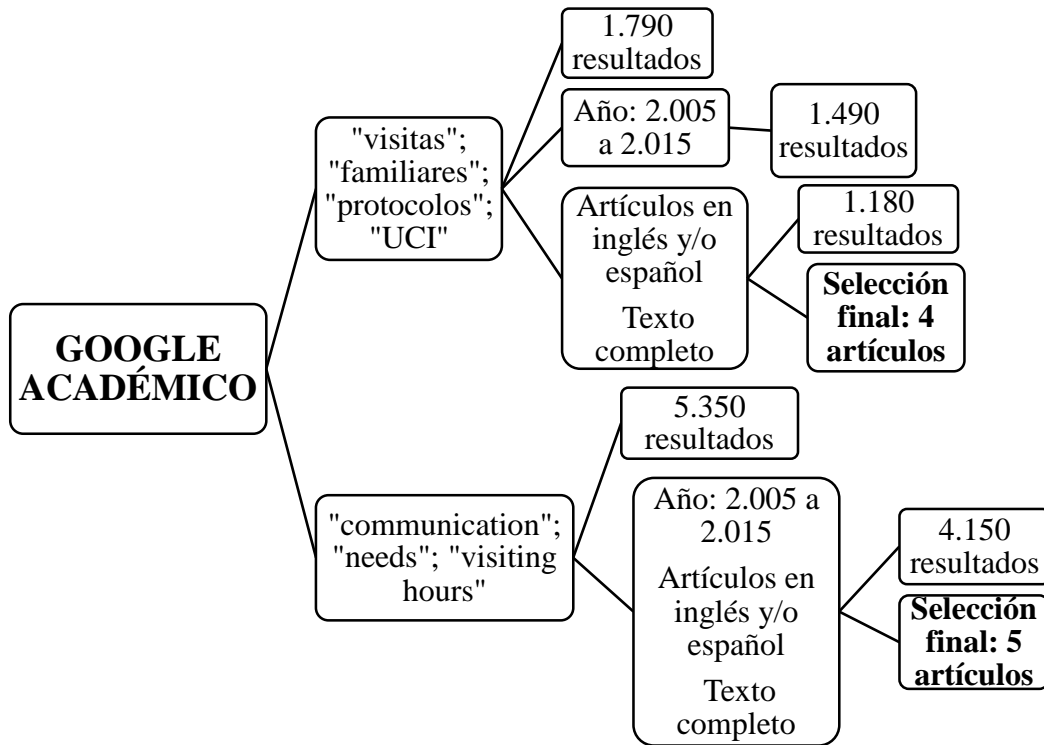 GOOGLE
ACADÉMICO
"visitas";
"familiares";
"protocolos";
"UCI"
1.790
resultados
Año: 2.005
a 2.015
1.490
resultados
Artículos en
inglés y/o
español
Texto
completo
1.180
resultados
Selección
final: 4
artículos
"communication";
"needs"; "visiting
hours"
5.350
resultados
Año: 2.005 a
2.015
Artículos en
inglés y/o
español
Texto
completo
4.150
resultados
Selección
final: 5
artículos